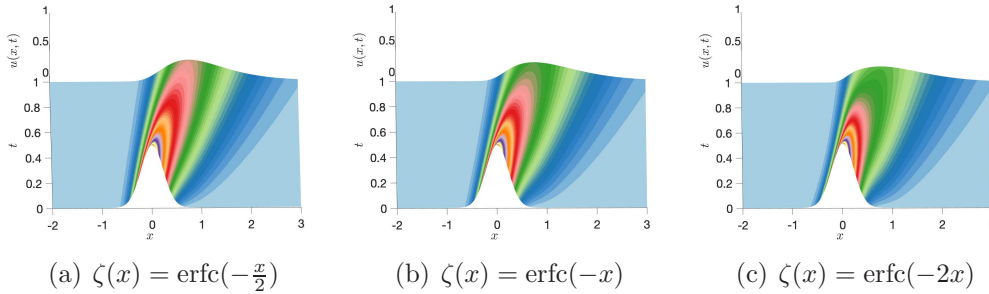 1
0.5
u(x, t)
0
1
0.8
0.6
t
0.4
0.2
0
-2 -1 0 1 2 3
x
(a) ζ(x) = erfc(−x/2)
1
0.5
u(x, t)
0
1
0.8
0.6
t
0.4
0.2
0
-2 -1 0 1 2 3
x
(b) ζ(x) = erfc(−x)
1
0.5
u(x, t)
0
1
0.8
0.6
t
0.4
0.2
0
-2 -1 0 1 2 3
x
(c) ζ(x) = erfc(−2x)